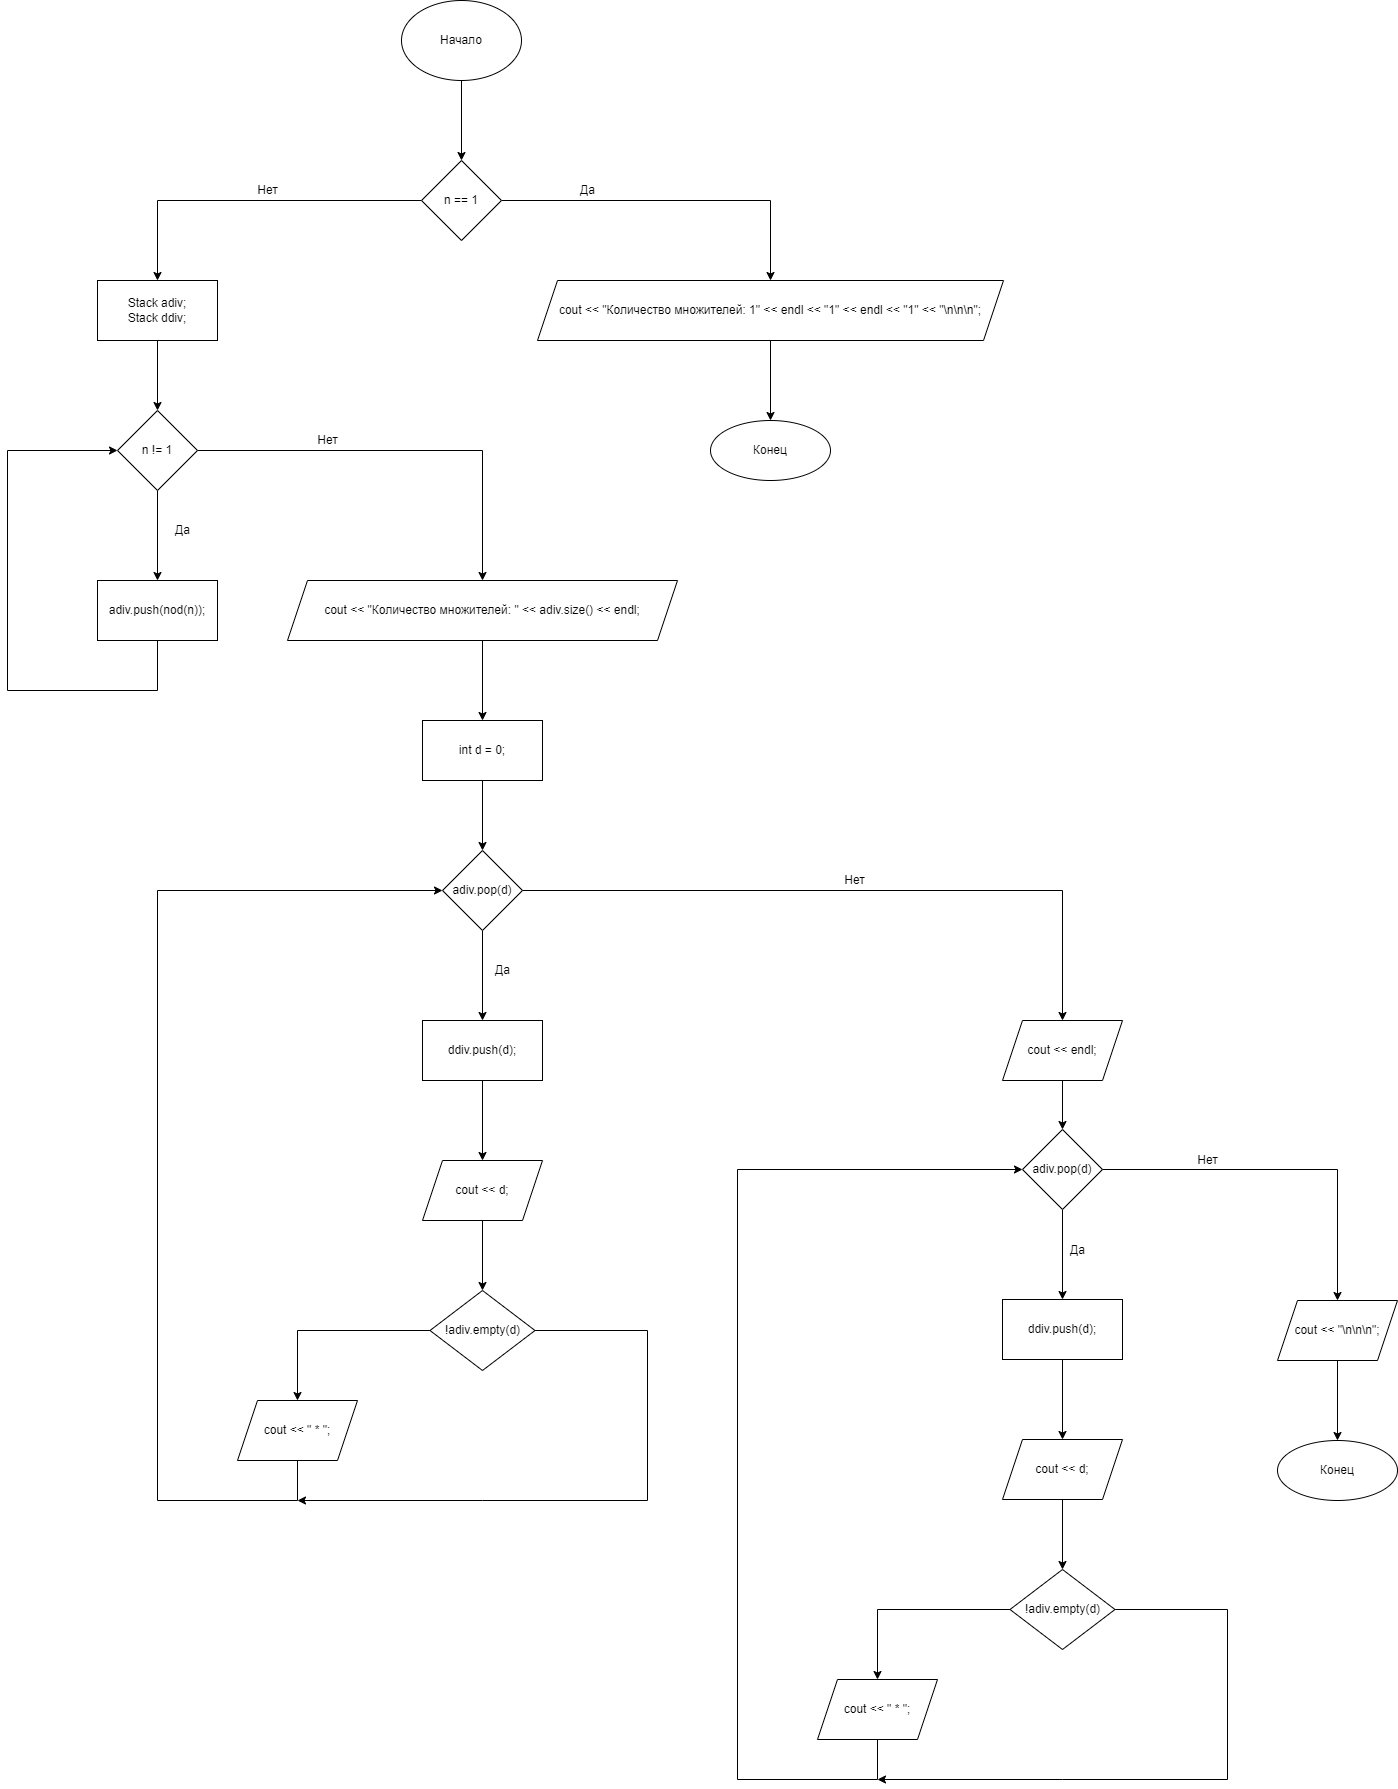 Начало
n == 1
Нет
Да
Stack adiv;
Stack ddiv;
cout << "Количество множителей: 1" << endl << "1" << endl << "1" << "\n\n\n";
n != 1
Нет
Конец
Да
adiv.push(nod(n));
cout << "Количество множителей: " << adiv.size() << endl;
int d = 0;
adiv.pop(d)
Нет
Да
ddiv.push(d);
cout << endl;
cout << d;
adiv.pop(d)
Нет
Да
!adiv.empty(d)
ddiv.push(d);
cout << "\n\n\n";
cout << " * ";
cout << d;
Конец
!adiv.empty(d)
cout << " * ";